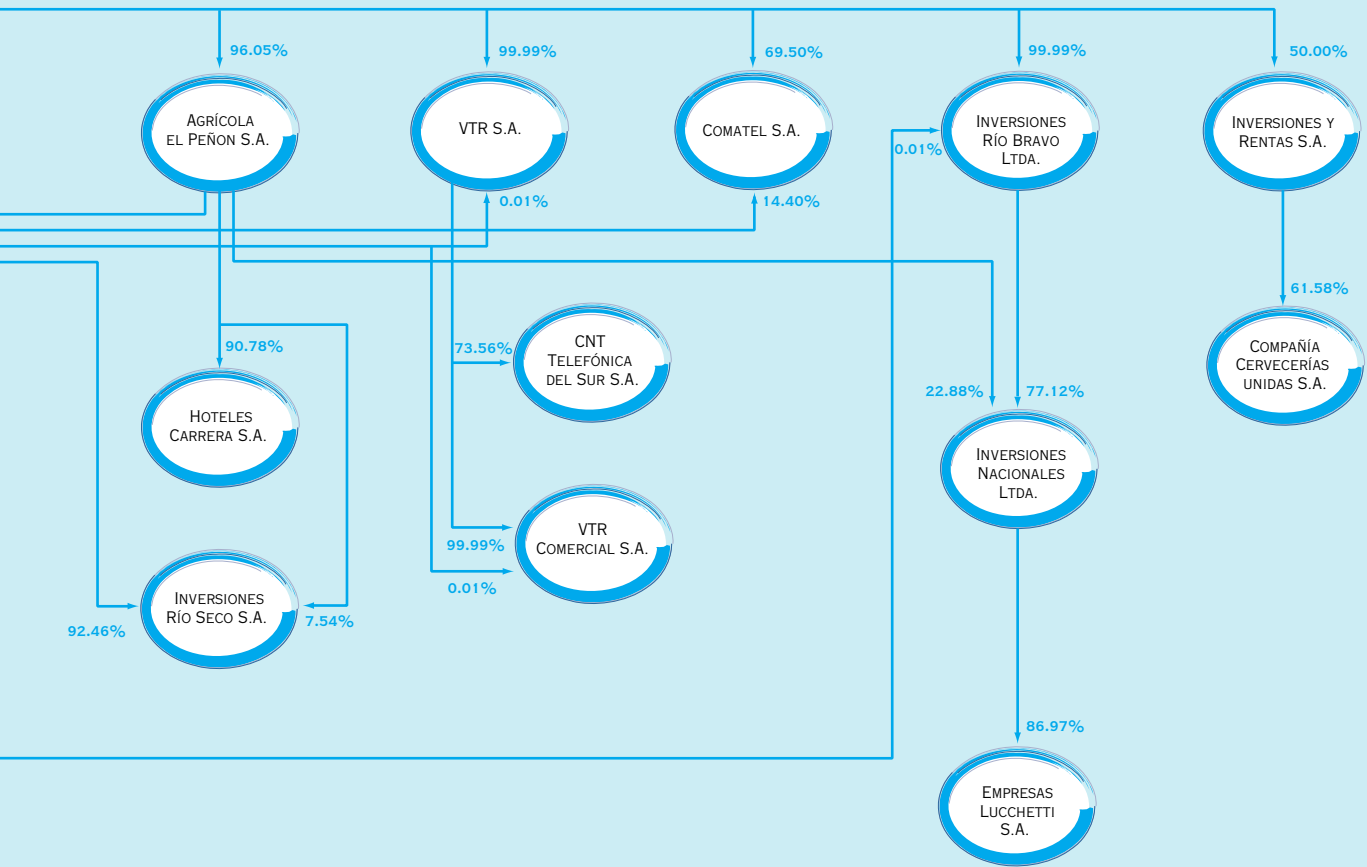 96.05%
99.99%
69.50%
99.99%
50.00%
AGRÍCOLA
EL PEÑON S.A.
VTR S.A.
COMATEL S.A.
INVERSIONES
RÍO BRAVO
LTDA.
INVERSIONES Y
RENTAS S.A.
0.01%
0.01%
14.40%
61.58%
90.78%
73.56%
CNT
TELEFÓNICA
DEL SUR S.A.
COMPAÑÍA
CERVECERÍAS
UNIDAS S.A.
22.88%
77.12%
HOTELES
CARRERA S.A.
INVERSIONES
NACIONALES
LTDA.
VTR
COMERCIAL S.A.
99.99%
0.01%
INVERSIONES
RÍO SECO S.A.
92.46%
7.54%
86.97%
EMPRESAS
LUCCHETTI
S.A.